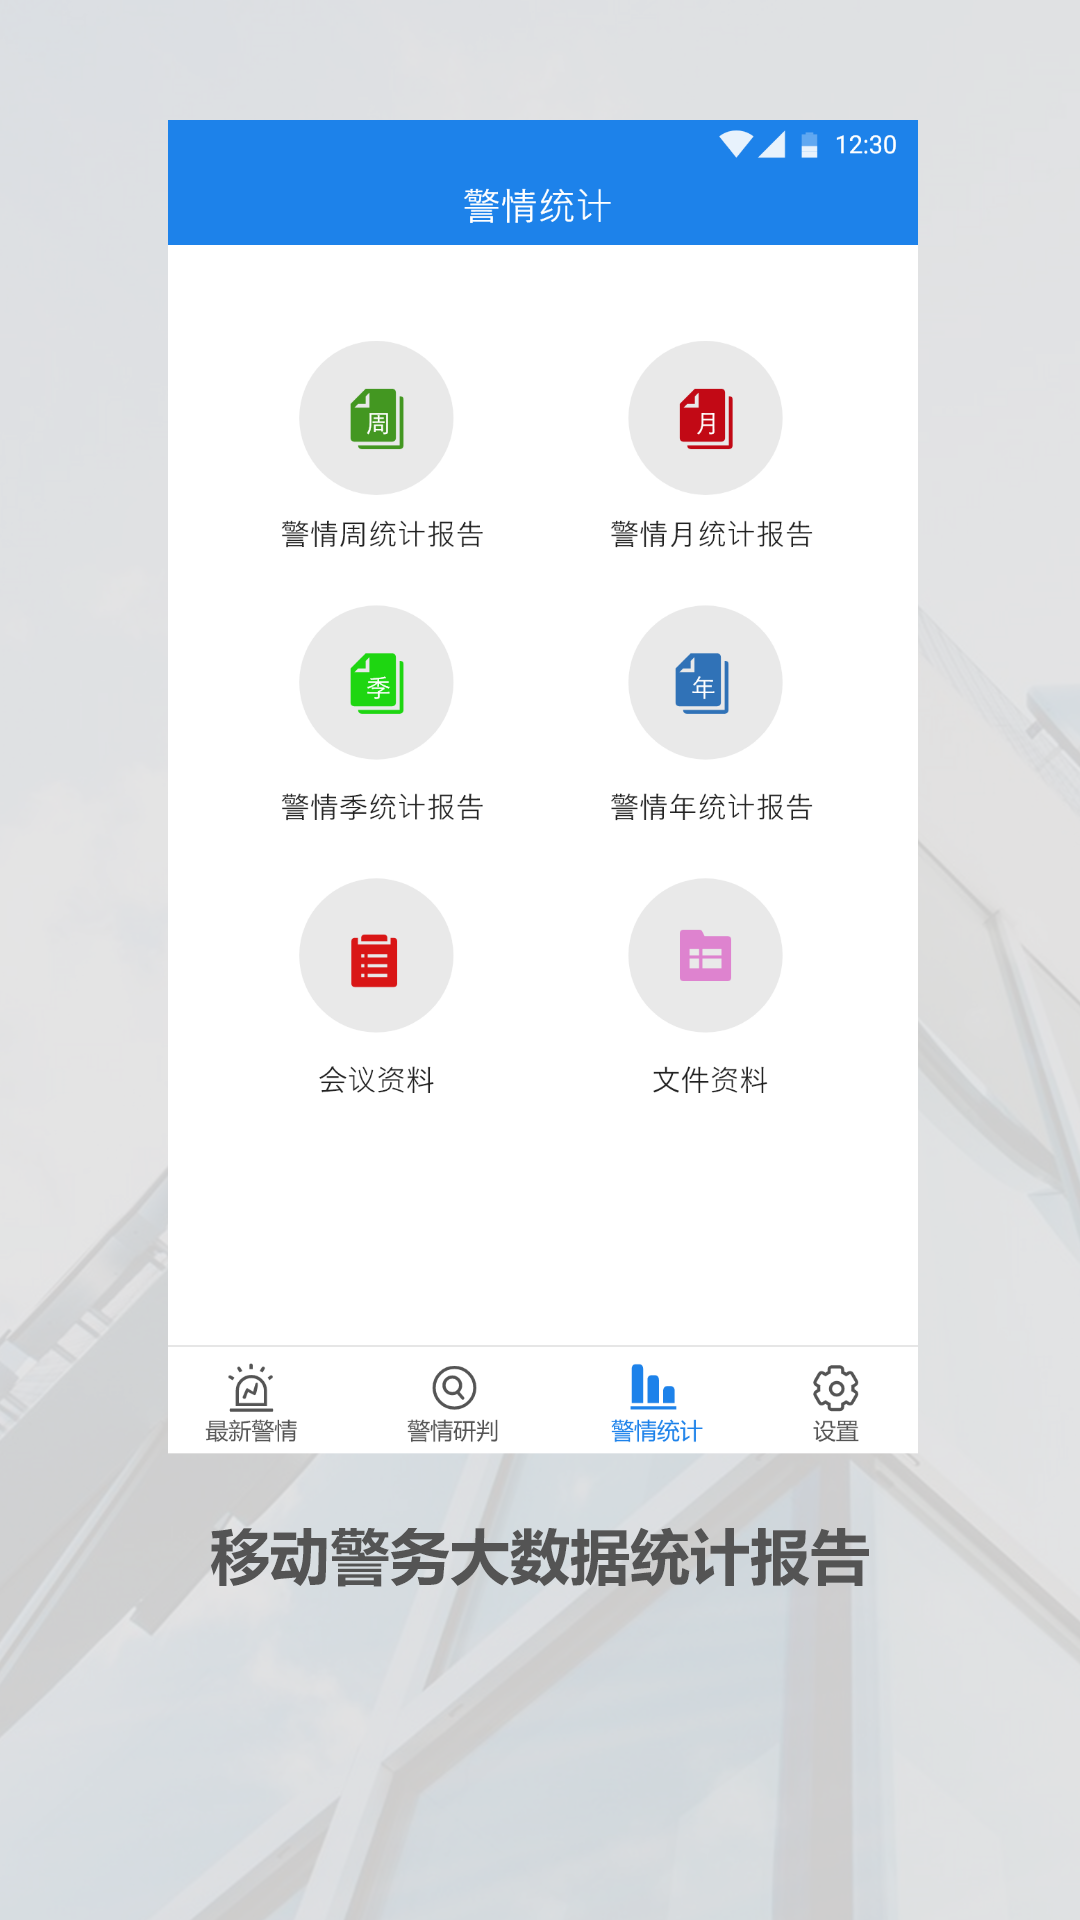 12:30
警情统计
周
月
警情周统计报告
警情月统计报告
季
年
警情季统计报告
警情年统计报告
会议资料
文件资料
最新警情
警情研判
警情统计
设置
移动警务大数据统计报告